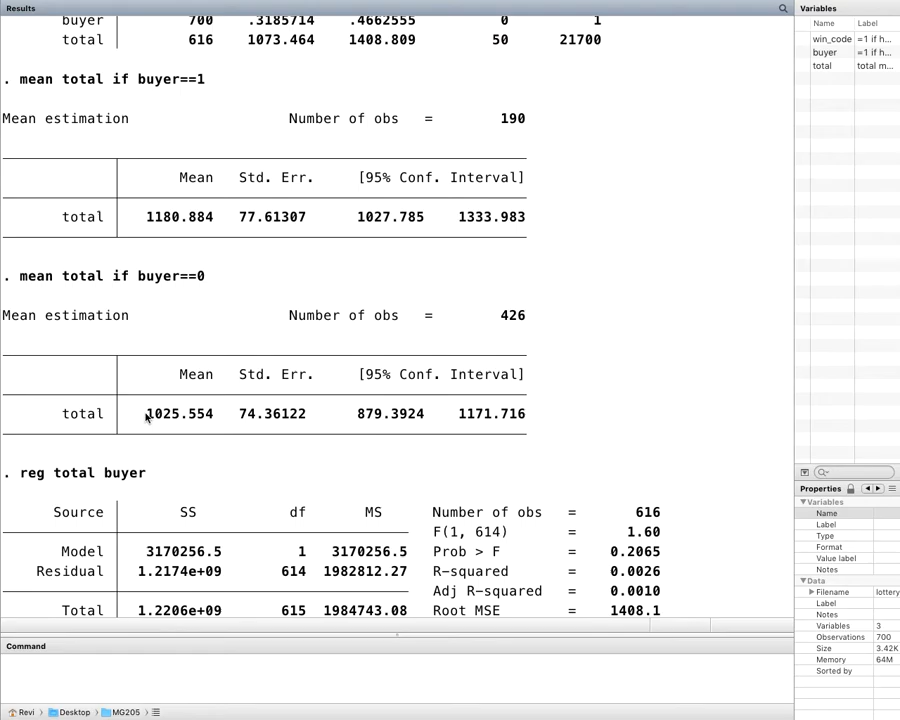 Results
buyer 700 .3185714 .4662555 0 1
total 616 1073.464 1408.809 50 21700
. mean total if buyer==1
Mean estimation Number of obs = 190
Mean Std. Err. [95% Conf. Interval]
total 1180.884 77.61307 1027.785 1333.983
. mean total if buyer==0
Mean estimation Number of obs = 426
Mean Std. Err. [95% Conf. Interval]
total 1025.554 74.36122 879.3924 1171.716
. reg total buyer
Source SS df MS Number of obs = 616
F(1, 614) = 1.60
Model 3170256.5 1 3170256.5 Prob > F = 0.2065
Residual 1.2174e+09 614 1982812.27 R-squared = 0.0026
Adj R-squared = 0.0010
Total 1.2206e+09 615 1984743.08 Root MSE = 1408.1
Command
Revi > Desktop > MG205 >
Variables
Name Label
win_code =1 if h...
buyer =1 if h...
total total m...
Properties
Variables
Name
Label
Type
Format
Value label
Notes
Data
Filename lottery
Label
Notes
Variables 3
Observations 700
Size 3.42K
Memory 64M
Sorted by